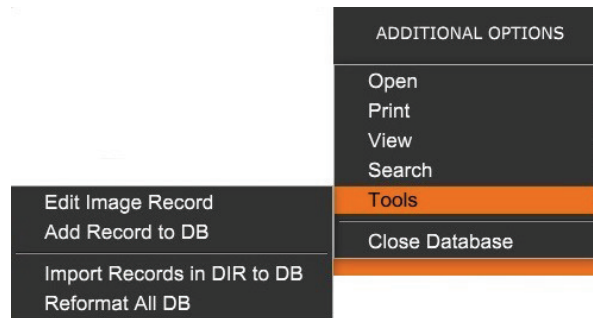 ADDITIONAL OPTIONS
Open
Print
View
Search
Tools
Close Database
Edit Image Record
Add Record to DB
Import Records in DIR to DB
Reformat All DB